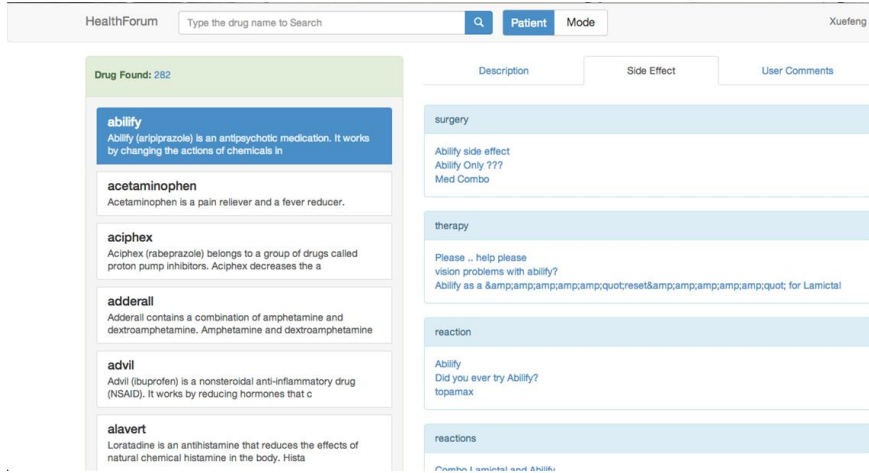 HealthForum
Type the drug name to Search
Patient
Mode
Xuefeng
Drug Found: 282
abilify
Abilify (aripiprazole) is an antipsychotic medication. It works
by changing the actions of chemicals in
acetaminophen
Acetaminophen is a pain reliever and a fever reducer.
aciphex
Aciphex (rabeprazole) belongs to a group of drugs called
proton pump inhibitors. Aciphex decreases the a
adderall
Adderall contains a combination of amphetamine and
dextroamphetamine. Amphetamine and dextroamphetamine
advil
Advil (ibuprofen) is a nonsteroidal anti-inflammatory drug
(NSAID). It works by reducing hormones that c
alavert
Loratadine is an antihistamine that reduces the effects of
natural chemical histamine in the body. Hista
Description
Side Effect
User Comments
surgery
Abilify side effect
Abilify Only ???
Med Combo
therapy
Please .. help please
vision problems with abilify?
Abilify as a &amp;amp;amp;amp;amp;quot;reset&amp;amp;amp;amp;amp;quot; for Lamictal
reaction
Abilify
Did you ever try Abilify?
topamax
reactions
Combo Lamictal and Abilify